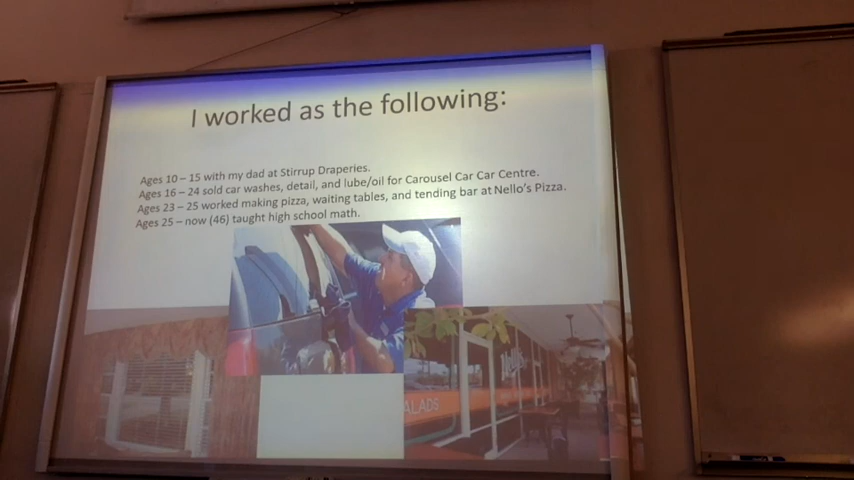 I worked as the following:
Ages 10 – 15 with my dad at Stirrup Draperies.
Ages 16 – 24 sold car washes, detail, and lube/oil for Carousel Car Car Centre.
Ages 23 – 25 worked making pizza, waiting tables, and tending bar at Nello's Pizza.
Ages 25 – now (46) taught high school math.
ALADS